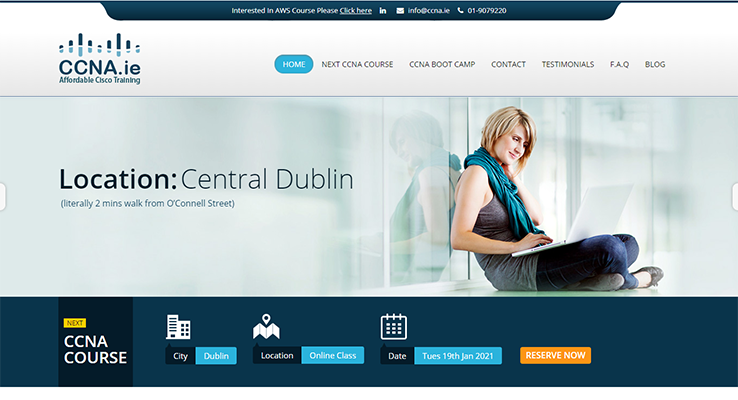 Interested In AWS Course Please Click here in info@ccna.ie 01-9079220
CCNA.ie
Affordable Cisco Training
HOME NEXT CCNA COURSE CCNA BOOT CAMP CONTACT TESTIMONIALS F.A.Q BLOG
Location: Central Dublin
(literally 2 mins walk from O'Connell Street)
NEXT
CCNA
COURSE
City Dublin
Location Online Class
Date Tues 19th Jan 2021
RESERVE NOW